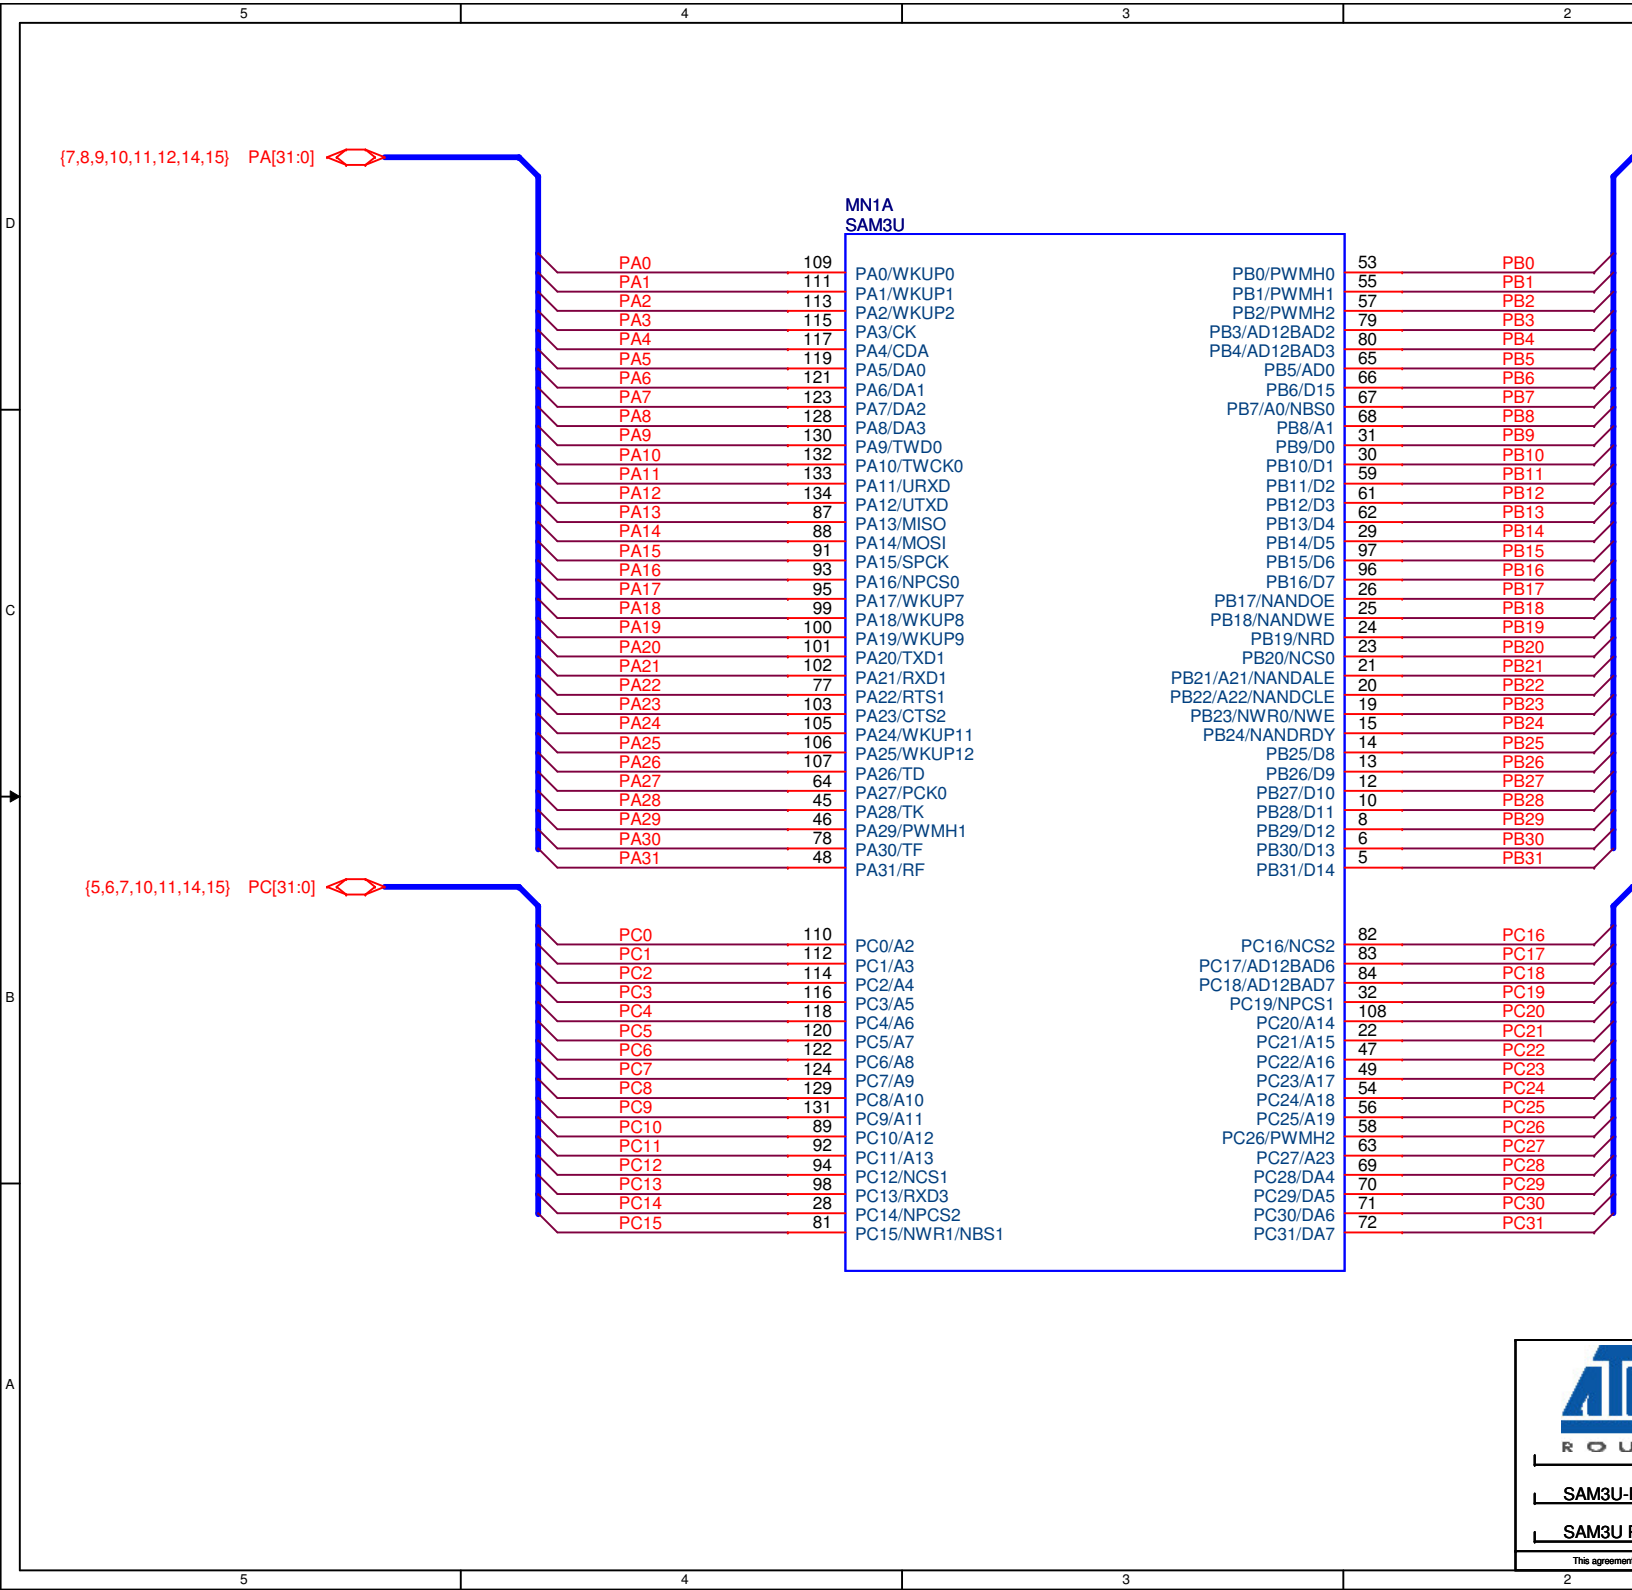 5 4 3 2
{7,8,9,10,11,12,14,15} PA[31:0]
D
MN1A
SAM3U
PA0 109 PA0/WKUP0 PB0/PWMH0 53 PB0
PA1 111 PA1/WKUP1 PB1/PWMH1 55 PB1
PA2 113 PA2/WKUP2 PB2/PWMH2 57 PB2
PA3 115 PA3/CK PB3/AD12BAD2 79 PB3
PA4 117 PA4/CDA PB4/AD12BAD3 80 PB4
PA5 119 PA5/DA0 PB5/AD0 65 PB5
PA6 121 PA6/DA1 PB6/D15 66 PB6
PA7 123 PA7/DA2 PB7/A0/NBS0 67 PB7
PA8 128 PA8/DA3 PB8/A1 68 PB8
PA9 130 PA9/TWD0 PB9/D0 31 PB9
PA10 132 PA10/TWCK0 PB10/D1 30 PB10
PA11 133 PA11/URXD PB11/D2 59 PB11
PA12 134 PA12/UTXD PB12/D3 61 PB12
PA13 87 PA13/MISO PB13/D4 62 PB13
PA14 88 PA14/MOSI PB14/D5 29 PB14
PA15 91 PA15/SPCK PB15/D6 97 PB15
PA16 93 PA16/NPCS0 PB16/D7 96 PB16
PA17 95 PA17/WKUP7 PB17/NANDOE 26 PB17
C
PA18 99 PA18/WKUP8 PB18/NANDWE 25 PB18
PA19 100 PA19/WKUP9 PB19/NRD 24 PB19
PA20 101 PA20/TXD1 PB20/NCS0 23 PB20
PA21 102 PA21/RXD1 PB21/A21/NANDALE 21 PB21
PA22 77 PA22/RTS1 PB22/A22/NANDCLE 20 PB22
PA23 103 PA23/CTS2 PB23/NWR0/NWE 19 PB23
PA24 105 PA24/WKUP11 PB24/NANDRDY 15 PB24
PA25 106 PA25/WKUP12 PB25/D8 14 PB25
PA26 107 PA26/TD PB26/D9 13 PB26
PA27 64 PA27/PCK0 PB27/D10 12 PB27
PA28 45 PA28/TK PB28/D11 10 PB28
PA29 46 PA29/PWMH1 PB29/D12 8 PB29
PA30 78 PA30/TF PB30/D13 6 PB30
PA31 48 PA31/RF PB31/D14 5 PB31
{5,6,7,10,11,14,15} PC[31:0]
PC0 110 PC0/A2 PC16/NCS2 82 PC16
PC1 112 PC1/A3 PC17/AD12BAD6 83 PC17
PC2 114 PC2/A4 PC18/AD12BAD7 84 PC18
B
PC3 116 PC3/A5 PC19/NPCS1 32 PC19
PC4 118 PC4/A6 PC20/A14 108 PC20
PC5 120 PC5/A7 PC21/A15 22 PC21
PC6 122 PC6/A8 PC22/A16 47 PC22
PC7 124 PC7/A9 PC23/A17 49 PC23
PC8 129 PC8/A10 PC24/A18 54 PC24
PC9 131 PC9/A11 PC25/A19 56 PC25
PC10 89 PC10/A12 PC26/PWMH2 58 PC26
PC11 92 PC11/A13 PC27/A23 63 PC27
PC12 94 PC12/NCS1 PC28/DA4 69 PC28
PC13 98 PC13/RXD3 PC29/DA5 70 PC29
PC14 28 PC14/NPCS2 PC30/DA6 71 PC30
PC15 81 PC15/NWR1/NBS1 PC31/DA7 72 PC31
A
SAM3U-
SAM3U
This agreement
5 4 3 2